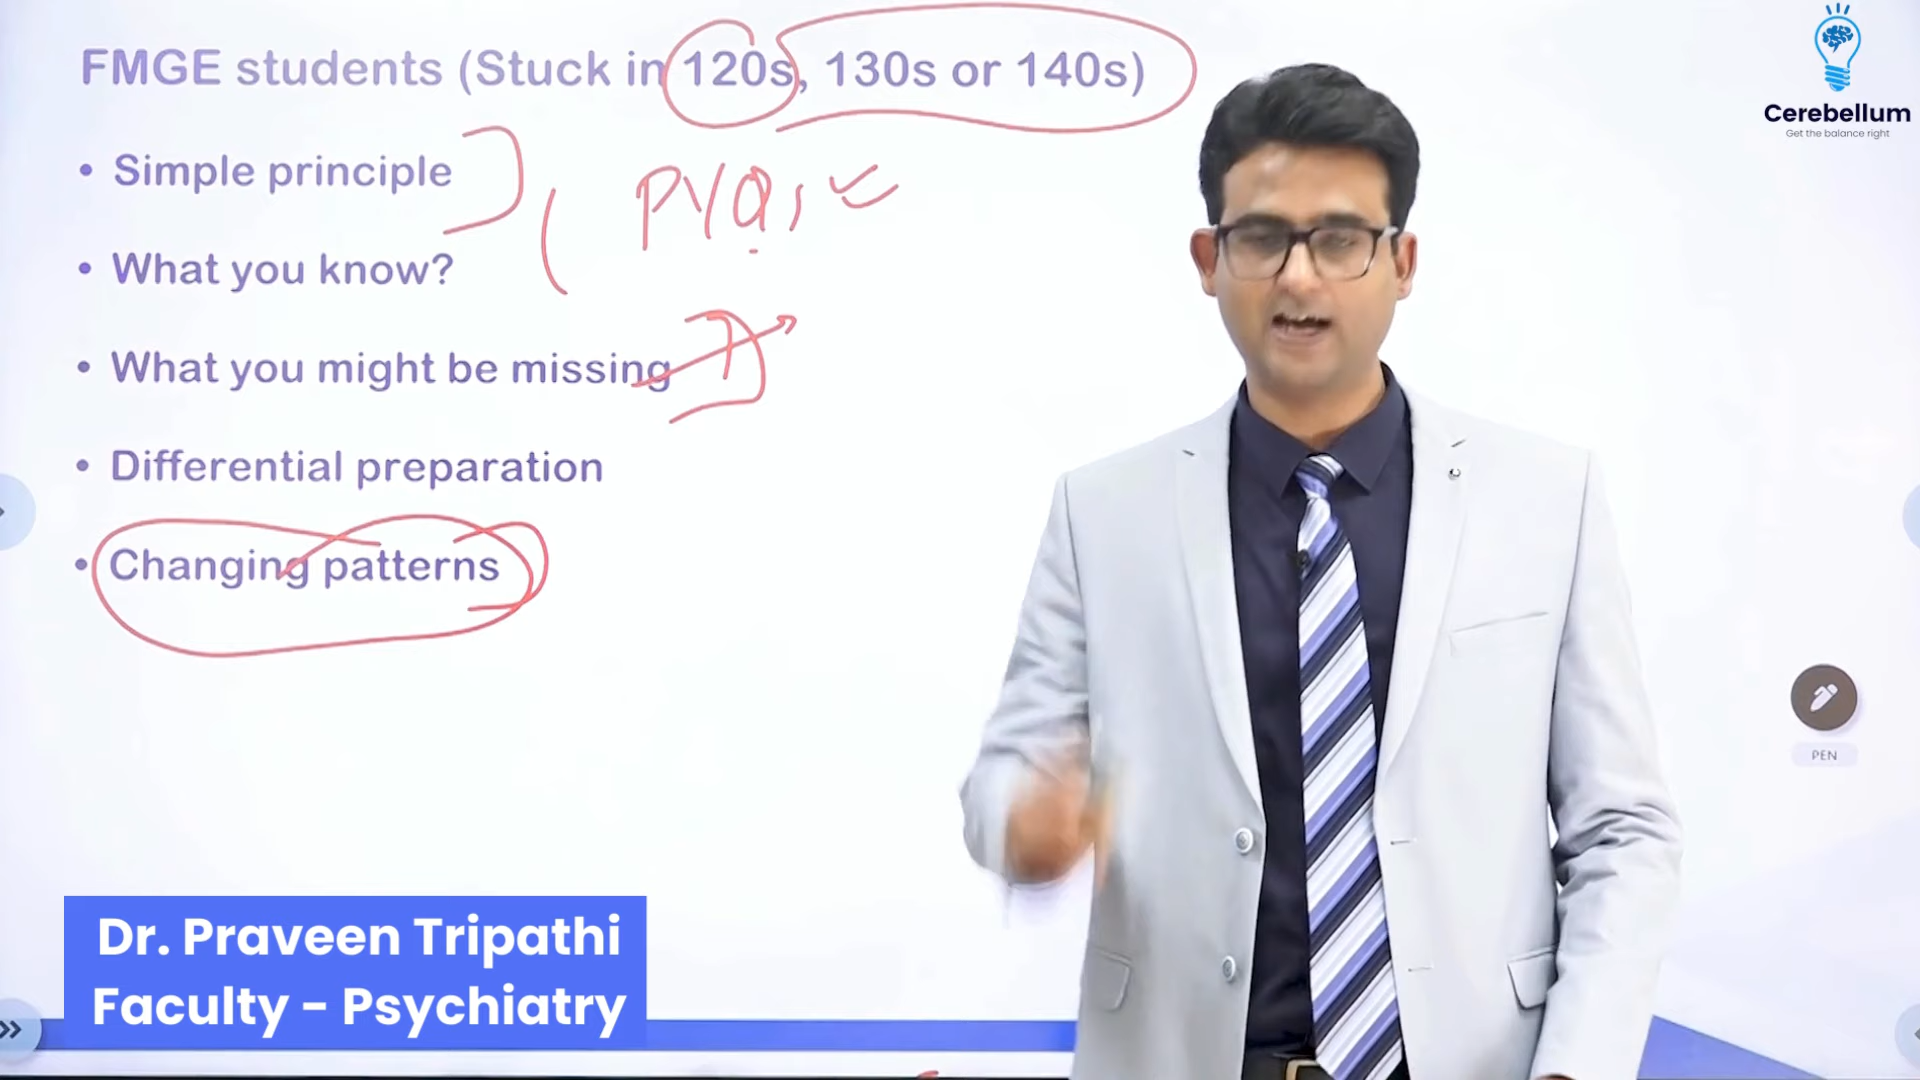 FMGE students (Stuck in 120s, 130s or 140s)
• Simple principle
PYQs
• What you know?
• What you might be missing
• Differential preparation
• Changing patterns
Cerebellum
Get the balance right
PEN
Dr. Praveen Tripathi
Faculty - Psychiatry